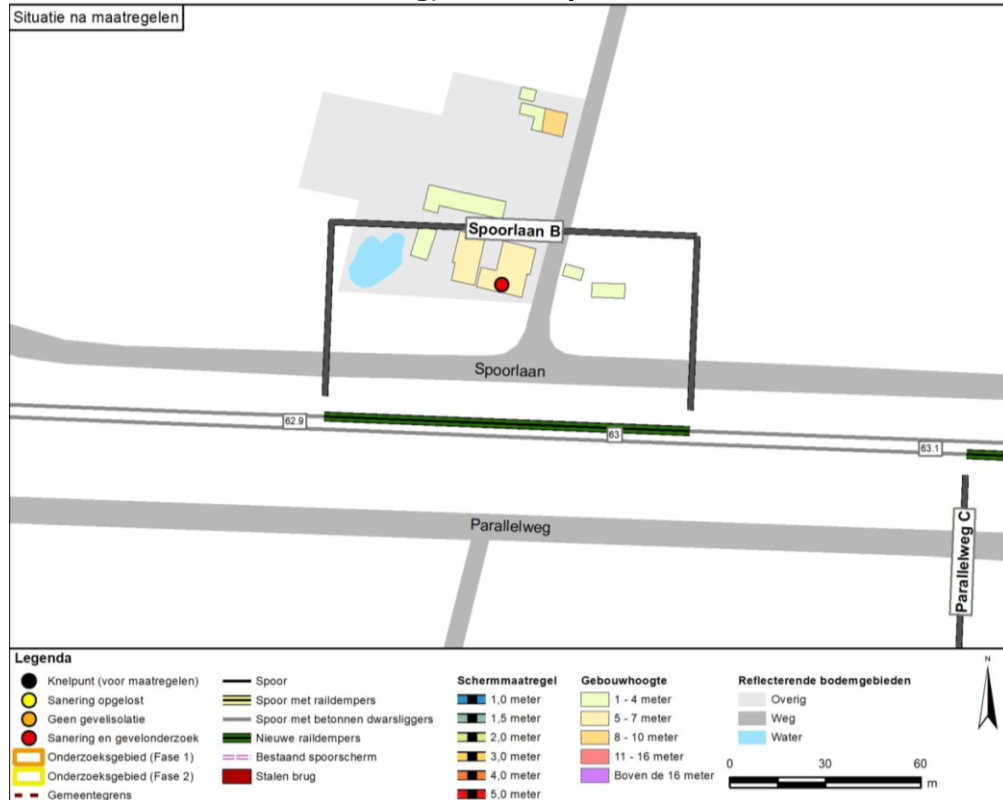 Situatie na maatregelen
Spoorlaan B
Spoorlaan
62.9
63
63.1
Parallelweg
Parallelweg C
Legenda
Knelpunt (voor maatregelen)
Sanering opgelost
Geen gevelisolatie
Sanering en gevelonderzoek
Onderzoeksgebied (Fase 1)
Onderzoeksgebied (Fase 2)
Gemeentegrens
Spoor
Spoor met raildempers
Spoor met betonnen dwarsliggers
Nieuwe raildempers
Bestaand spoorscherm
Stalen brug
Schermmaatregel
1,0 meter
1,5 meter
2,0 meter
3,0 meter
4,0 meter
5,0 meter
Gebouwhoogte
1 - 4 meter
5 - 7 meter
8 - 10 meter
11 - 16 meter
Boven de 16 meter
Reflecterende bodemgebieden
Overig
Weg
Water
N
0 30 60
m